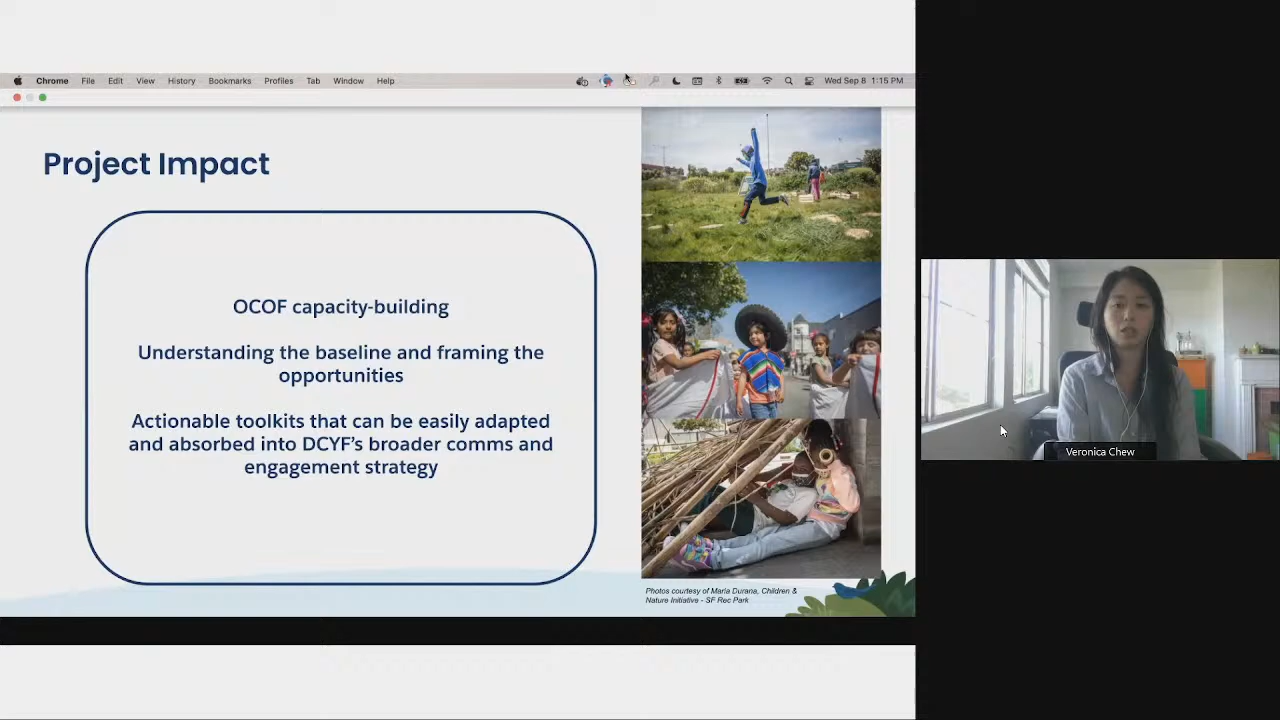 Chrome File Edit View History Bookmarks Profiles Tab Window Help Wed Sep 8 1:15 PM
Project Impact
OCOF capacity-building
Understanding the baseline and framing the
opportunities
Actionable toolkits that can be easily adapted
and absorbed into DCYF’s broader comms and
engagement strategy
Photos courtesy of Maria Durana, Children &
Nature Initiative - SF Rec Park
Veronica Chew